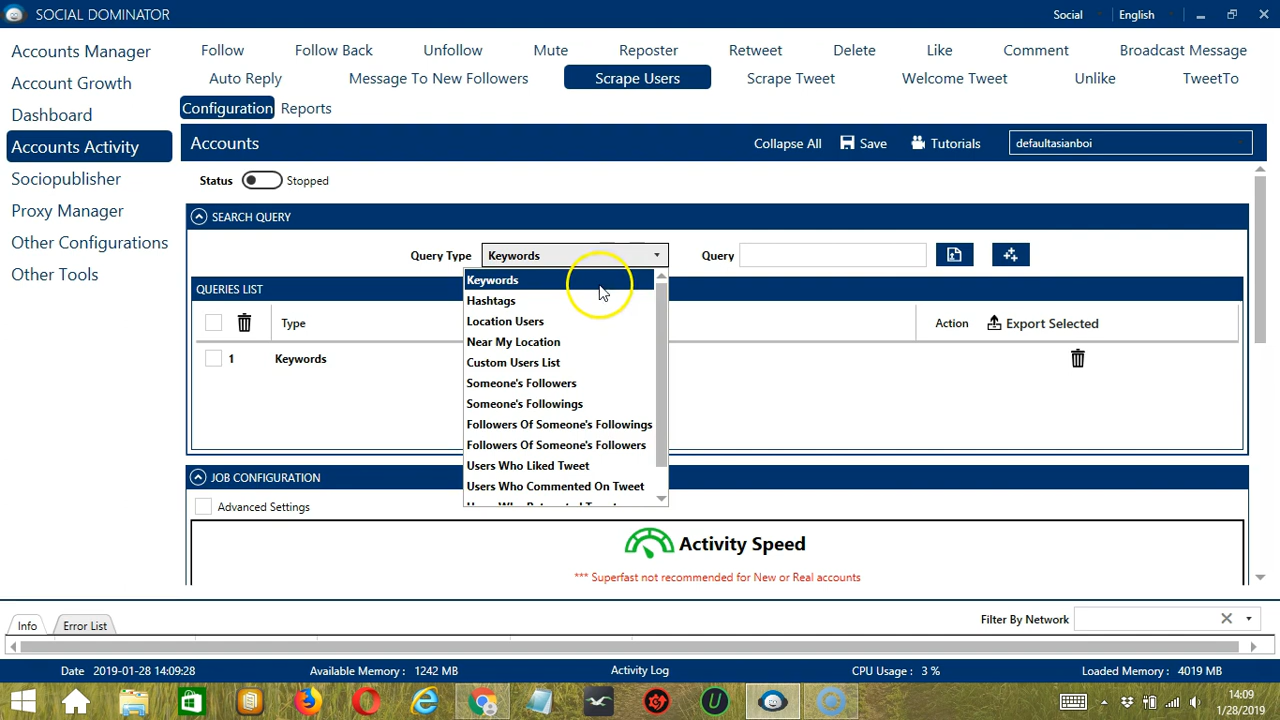 SOCIAL DOMINATOR
Social
English
Accounts Manager
Account Growth
Dashboard
Accounts Activity
Sociopublisher
Proxy Manager
Other Configurations
Other Tools
Follow
Follow Back
Unfollow
Mute
Reposter
Retweet
Delete
Like
Comment
Broadcast Message
Auto Reply
Message To New Followers
Scrape Users
Scrape Tweet
Welcome Tweet
Unlike
TweetTo
Configuration
Reports
Accounts
Collapse All
Save
Tutorials
defaultasianboi
Status
Stopped
SEARCH QUERY
Query Type
Keywords
Query
Keywords
Hashtags
Location Users
Near My Location
Custom Users List
Someone's Followers
Someone's Followings
Followers Of Someone's Followings
Followers Of Someone's Followers
Users Who Liked Tweet
Users Who Commented On Tweet
QUERIES LIST
Type
Action
Export Selected
1
Keywords
JOB CONFIGURATION
Advanced Settings
Activity Speed
*** Superfast not recommended for New or Real accounts
Info
Error List
Filter By Network
Date 2019-01-28 14:09:28
Available Memory : 1242 MB
Activity Log
CPU Usage : 3 %
Loaded Memory : 4019 MB
14:09
1/28/2019